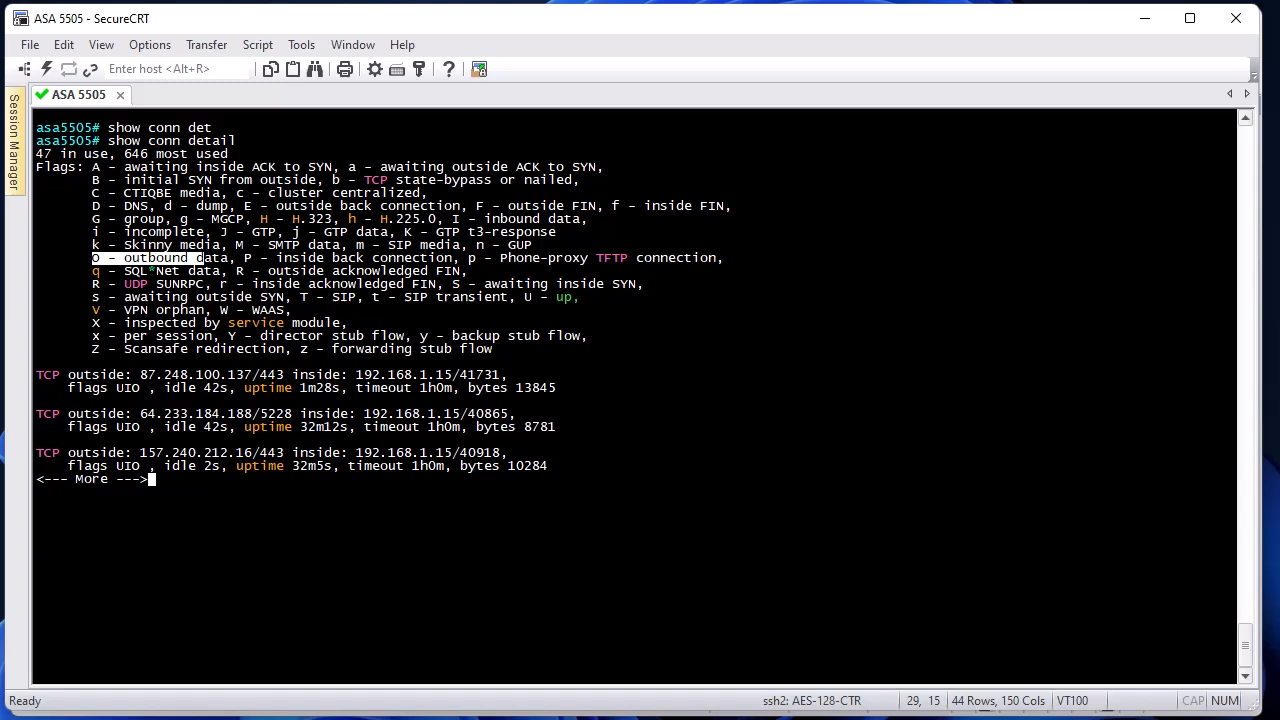 ASA 5505 - SecureCRT
File Edit View Options Transfer Script Tools Window Help
Enter host <Alt+R>
ASA 5505
Session Manager
asa5505# show conn det
asa5505# show conn detail
47 in use, 646 most used
Flags: A - awaiting inside ACK to SYN, a - awaiting outside ACK to SYN,
B - initial SYN from outside, b - TCP state-bypass or nailed,
C - CTIQBE media, c - cluster centralized,
D - DNS, d - dump, E - outside back connection, F - outside FIN, f - inside FIN,
G - group, g - MGCP, H - H.323, h - H.225.0, I - inbound data,
i - incomplete, J - GTP, j - GTP data, K - GTP t3-response
k - Skinny media, M - SMTP data, m - SIP media, n - GUP
O - outbound data, P - inside back connection, p - Phone-proxy TFTP connection,
q - SQL*Net data, R - outside acknowledged FIN,
R - UDP SUNRPC, r - inside acknowledged FIN, S - awaiting inside SYN,
s - awaiting outside SYN, T - SIP, t - SIP transient, U - up,
V - VPN orphan, W - WAAS,
X - inspected by service module,
x - per session, Y - director stub flow, y - backup stub flow,
Z - Scansafe redirection, z - forwarding stub flow
TCP outside: 87.248.100.137/443 inside: 192.168.1.15/41731,
flags UIO , idle 42s, uptime 1m28s, timeout 1h0m, bytes 13845
TCP outside: 64.233.184.188/5228 inside: 192.168.1.15/40865,
flags UIO , idle 42s, uptime 32m12s, timeout 1h0m, bytes 8781
TCP outside: 157.240.212.16/443 inside: 192.168.1.15/40918,
flags UIO , idle 2s, uptime 32m5s, timeout 1h0m, bytes 10284
<--- More --->
Ready ssh2: AES-128-CTR 29, 15 44 Rows, 150 Cols VT100 CAP NUM